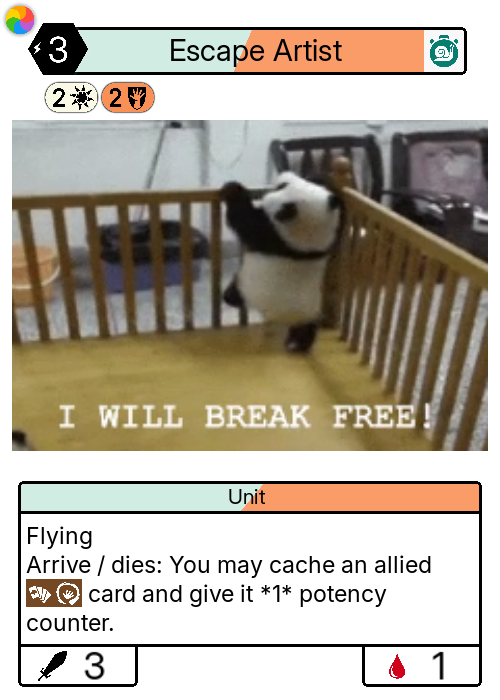 3 Escape Artist
2 2
I WILL BREAK FREE!
Unit
Flying
Arrive / dies: You may cache an allied
card and give it *1* potency
counter.
3 1